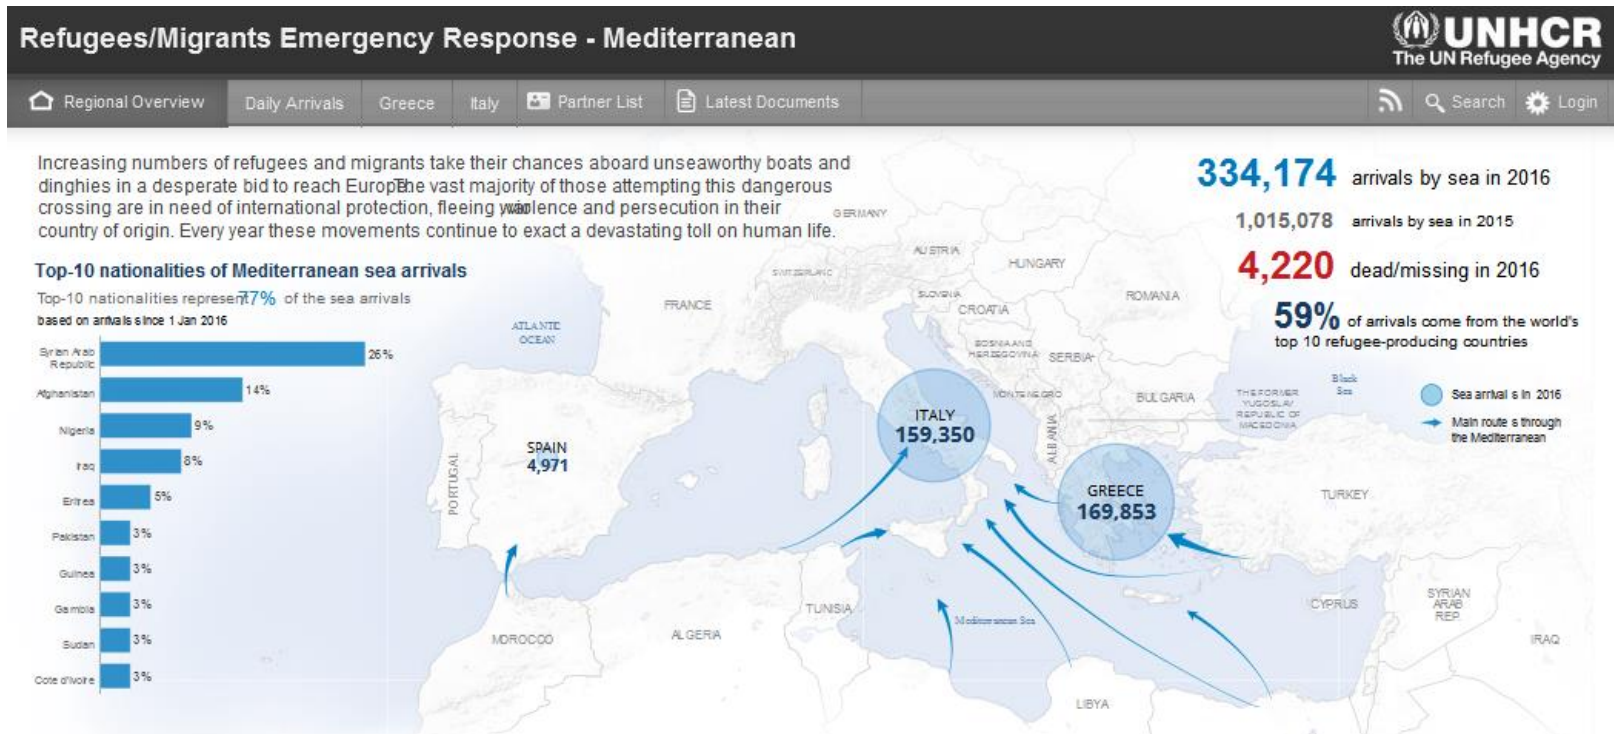 Refugees/Migrants Emergency Response - Mediterranean
UNHCR
The UN Refugee Agency
Regional Overview
Daily Arrivals
Greece
Italy
Partner List
Latest Documents
Search
Login
Increasing numbers of refugees and migrants take their chances aboard unseaworthy boats and
dinghies in a desperate bid to reach Europe. The vast majority of those attempting this dangerous
crossing are in need of international protection, fleeing war, violence and persecution in their
country of origin. Every year these movements continue to exact a devastating toll on human life.
Top-10 nationalities of Mediterranean sea arrivals
Top-10 nationalities represent 77% of the sea arrivals
based on arrivals since 1 Jan 2016
Syrian Arab
Republic
26%
Afghanistan
14%
Nigeria
9%
Iraq
8%
Eritrea
5%
Pakistan
3%
Guinea
3%
Gambia
3%
Sudan
3%
Cote d'Ivoire
3%
334,174 arrivals by sea in 2016
1,015,078 arrivals by sea in 2015
4,220 dead/missing in 2016
59% of arrivals come from the world's
top 10 refugee-producing countries
Sea arrivals in 2016
Main routes through
the Mediterranean
GERMANY
AUSTRIA
HUNGARY
SWITZERLAND
SLOVENIA
FRANCE
CROATIA
ROMANIA
ATLANTIC
OCEAN
BOSNIA AND
HERZEGOVINA
SERBIA
MONTENEGRO
BULGARIA
Black
Sea
THE FORMER
YUGOSLAV
REPUBLIC OF
MACEDONIA
ALBANIA
ITALY
159,350
SPAIN
4,971
PORTUGAL
GREECE
169,853
TURKEY
CYPRUS
SYRIAN
ARAB
REP.
IRAQ
TUNISIA
Mediterranean Sea
MOROCCO
ALGERIA
LIBYA